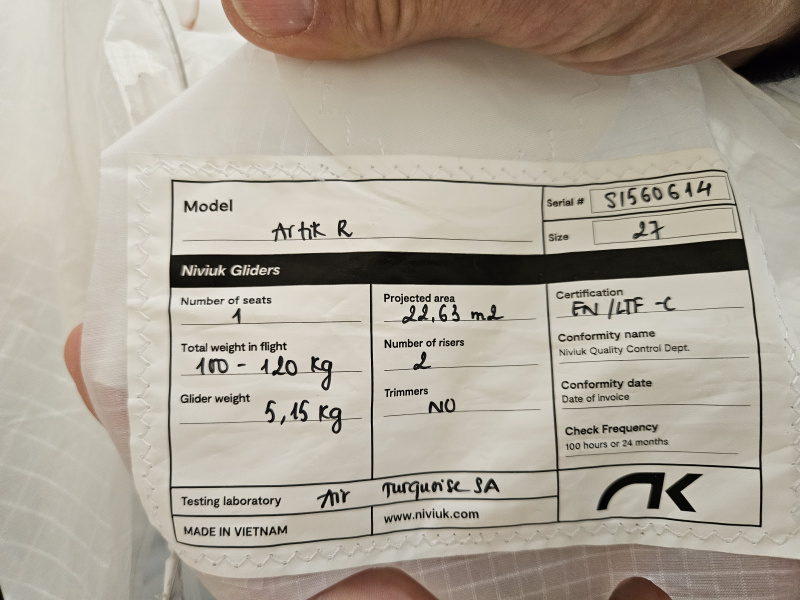 Model
Artik R
Serial # S1560614
Size 27
Niviuk Gliders
Number of seats
1
Total weight in flight
100 - 120 Kg
Glider weight
5,15 Kg
Projected area
22,63 m2
Number of risers
2
Trimmers
NO
Certification
EN/LTF -C
Conformity name
Niviuk Quality Control Dept.
Conformity date
Date of invoice
Check Frequency
100 hours or 24 months
Testing laboratory Air Turquoise SA
MADE IN VIETNAM
www.niviuk.com